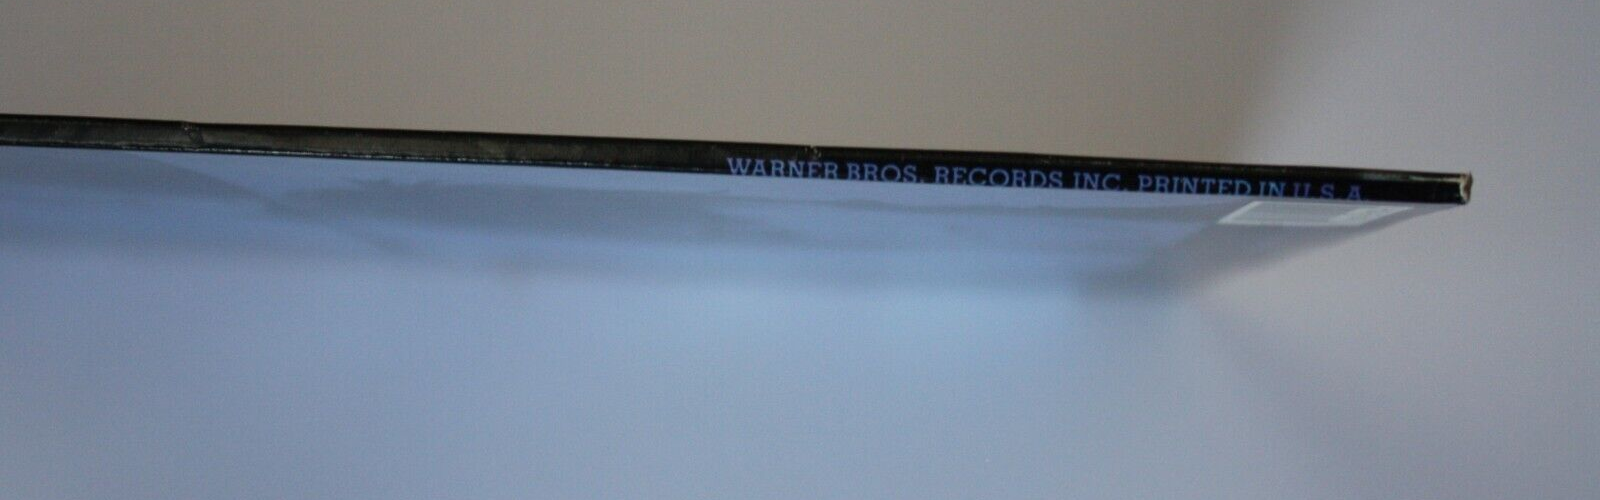 WARNER BROS. RECORDS INC. PRINTED IN U.S.A.